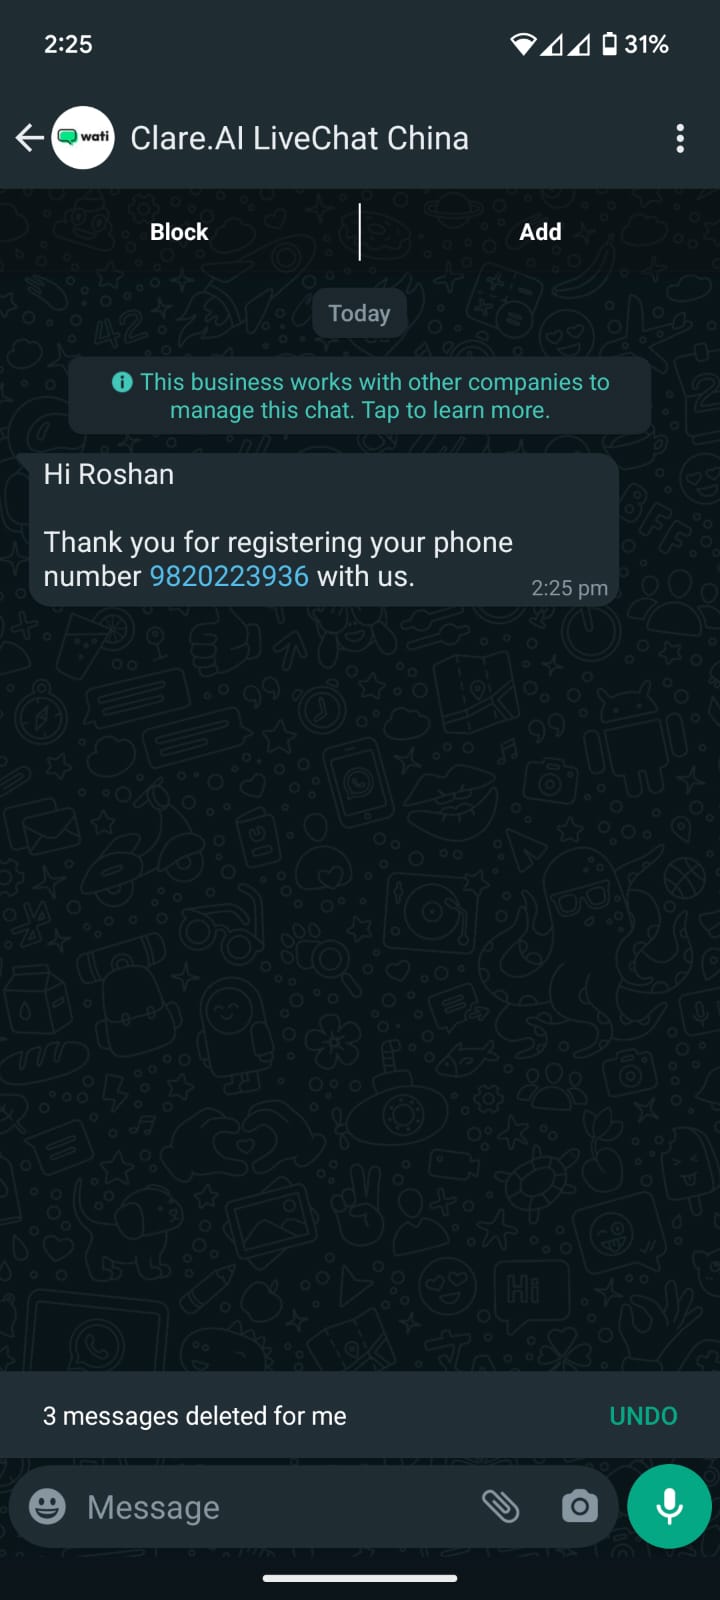 2:25
31%
wati
Clare.AI LiveChat China
Block
Add
Today
This business works with other companies to
manage this chat. Tap to learn more.
Hi Roshan
Thank you for registering your phone
number 9820223936 with us.
2:25 pm
3 messages deleted for me
UNDO
Message